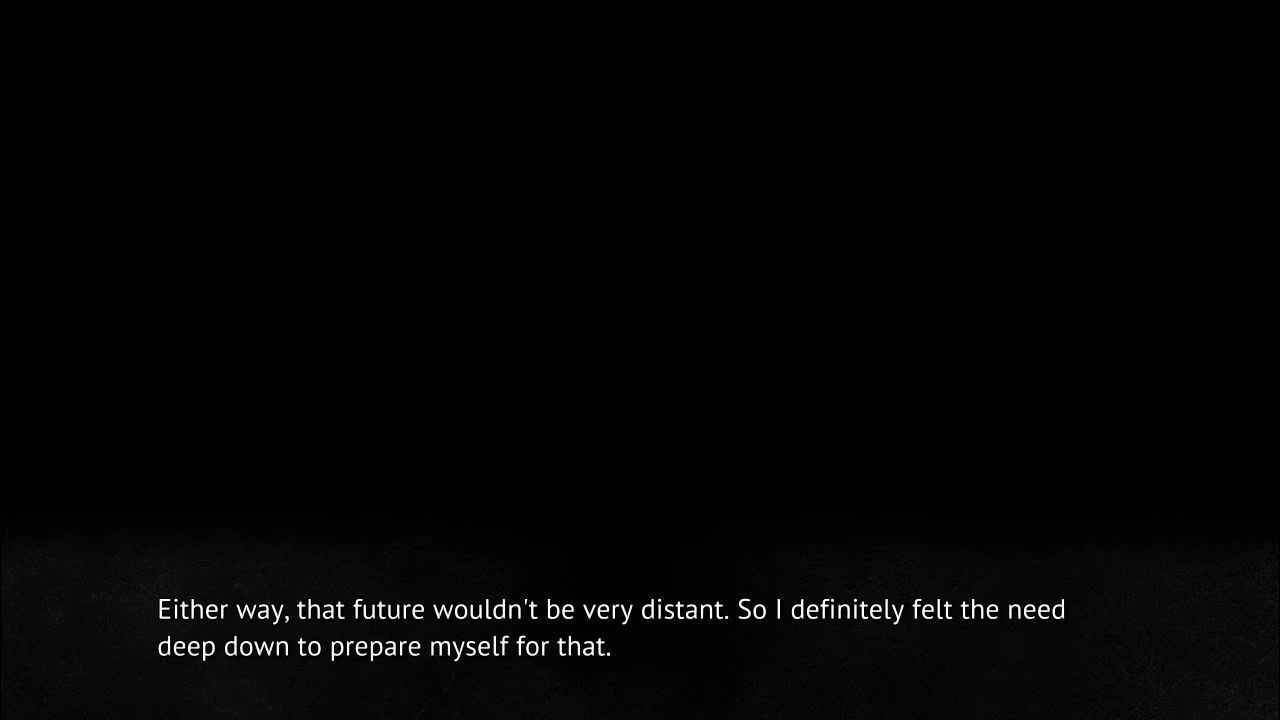 Either way, that future wouldn't be very distant. So I definitely felt the need
deep down to prepare myself for that.